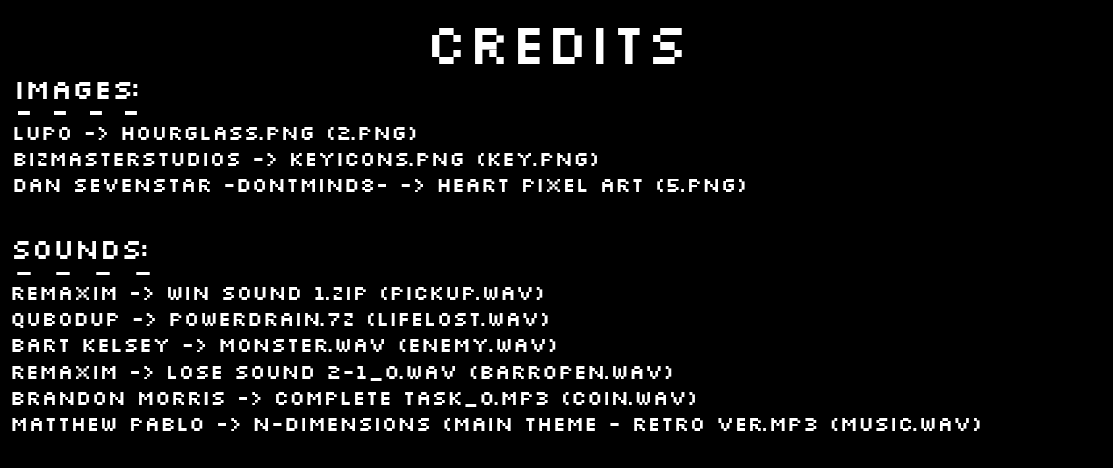 CREDITS
IMAGES:
- - - -
LUPO -> HOURGLASS.PNG (2.PNG)
BIZMASTERSTUDIOS -> KEYICONS.PNG (KEY.PNG)
DAN SEVENSTAR -DONTMIND8- -> HEART PIXEL ART (5.PNG)
SOUNDS:
- - - -
REMAXIM -> WIN SOUND 1.ZIP (PICKUP.WAV)
QUBODUP -> POWERDRAIN.7Z (LIFELOST.WAV)
BART KELSEY -> MONSTER.WAV (ENEMY.WAV)
REMAXIM -> LOSE SOUND 2-1_0.WAV (BARROPEN.WAV)
BRANDON MORRIS -> COMPLETE TASK_0.MP3 (COIN.WAV)
MATTHEW PABLO -> N-DIMENSIONS (MAIN THEME - RETRO VER.MP3 (MUSIC.WAV)